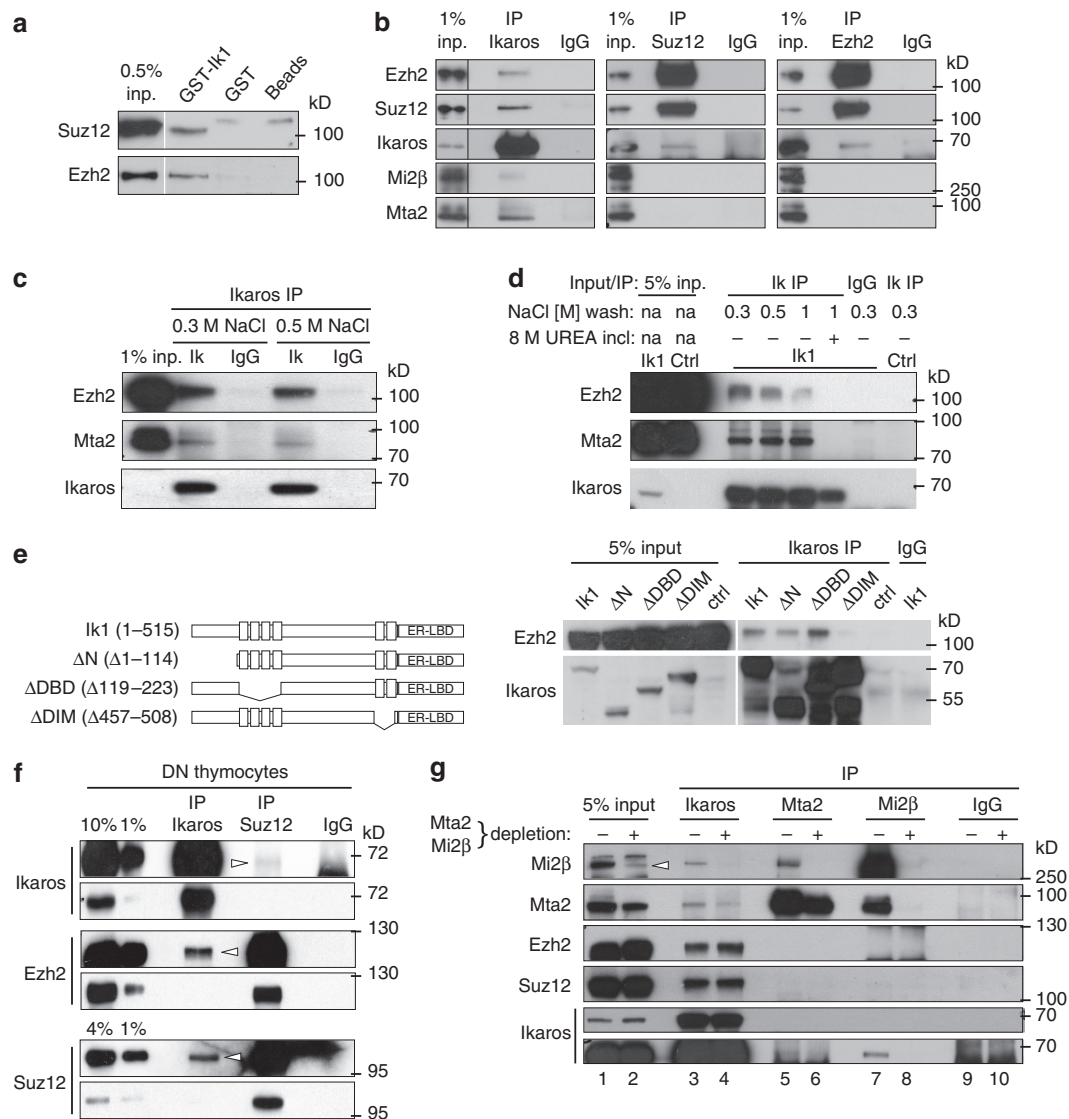 a
0.5% inp. GST-Ik1 GST Beads kD
Suz12 100
Ezh2 100
b
1% inp. IP Ikaros IgG 1% inp. IP Suz12 IgG 1% inp. IP Ezh2 IgG
kD
Ezh2 100
Suz12 100
Ikaros 70
Mi2β 250
Mta2 100
c
Ikaros IP
0.3 M NaCl 0.5 M NaCl
1% inp. Ik IgG Ik IgG kD
Ezh2 100
Mta2 100
70
Ikaros 70
d
Input/IP: 5% inp. Ik IP IgG Ik IP
NaCl [M] wash: na na 0.3 0.5 1 1 0.3 0.3
8 M UREA incl: na na – – – + – –
Ik1 Ctrl Ik1 Ctrl
kD
Ezh2 100
Mta2 100
70
Ikaros 70
e
Ik1 (1–515) ER-LBD
ΔN (Δ1–114) ER-LBD
ΔDBD (Δ119–223) ER-LBD
ΔDIM (Δ457–508) ER-LBD
5% input Ikaros IP IgG
Ik1 ΔN ΔDBD ΔDIM ctrl Ik1 ΔN ΔDBD ΔDIM ctrl Ik1
kD
Ezh2 100
Ikaros 70
55
f
DN thymocytes
10% 1% IP Ikaros IP Suz12 IgG kD
Ikaros 72
72
Ezh2 130
130
4% 1%
Suz12 95
95
g
IP
5% input Ikaros Mta2 Mi2β IgG
Mta2 Mi2β } depletion: – + – + – + – + – +
kD
Mi2β 250
Mta2 100
Ezh2 130
Suz12 100
Ikaros 70
70
1 2 3 4 5 6 7 8 9 10